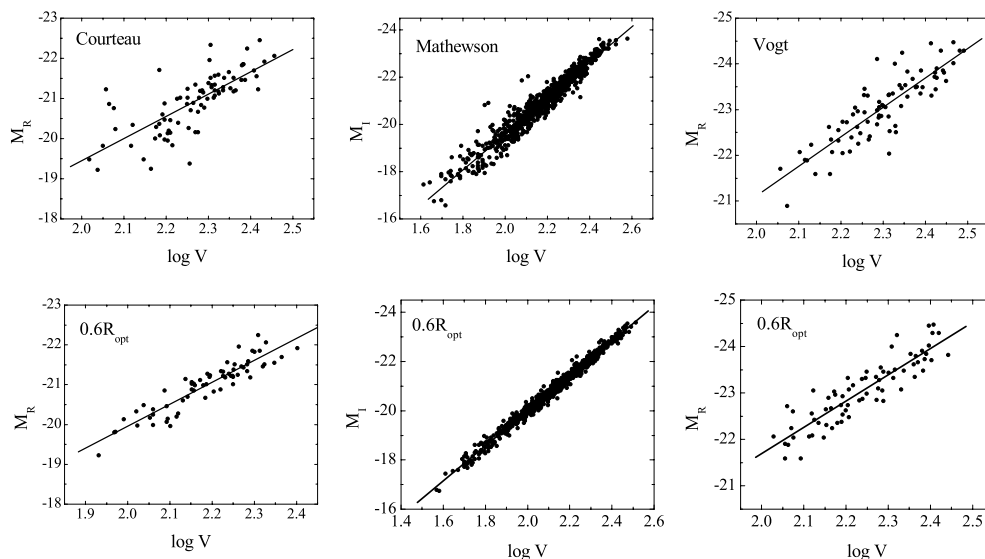 Courteau
M_R
-22
-21
-20
-19
-18
2.0 2.1 2.2 2.3 2.4 2.5
log V
Mathewson
M_I
-24
-22
-20
-18
-16
1.6 1.8 2.0 2.2 2.4 2.6
log V
Vogt
M_R
-24
-23
-22
-21
2.0 2.1 2.2 2.3 2.4 2.5
log V
0.6R_opt
M_R
-23
-22
-21
-20
-19
-18
1.9 2.0 2.1 2.2 2.3 2.4
log V
0.6R_opt
M_I
-24
-22
-20
-18
-16
1.4 1.6 1.8 2.0 2.2 2.4 2.6
log V
0.6R_opt
M_R
-25
-24
-23
-22
-21
-20
2.0 2.1 2.2 2.3 2.4 2.5
log V